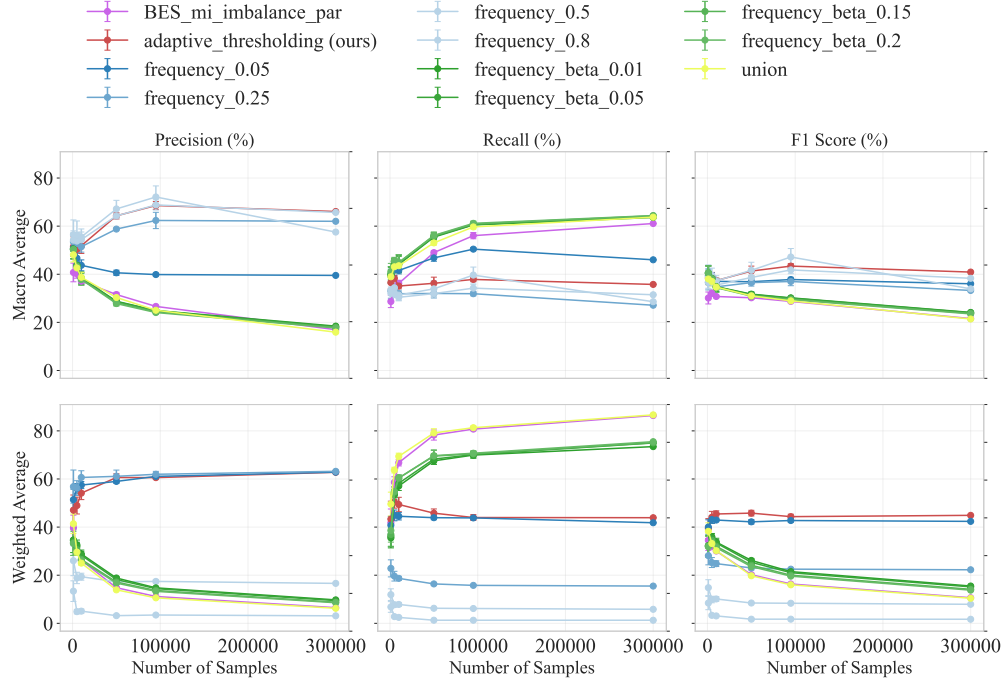 BES_mi_imbalance_par
adaptive_thresholding (ours)
frequency_0.05
frequency_0.25
frequency_0.5
frequency_0.8
frequency_beta_0.01
frequency_beta_0.05
frequency_beta_0.15
frequency_beta_0.2
union
Precision (%)
Recall (%)
F1 Score (%)
Macro Average
80
60
40
20
0
Weighted Average
80
60
40
20
0
0 100000 200000 300000
0 100000 200000 300000
0 100000 200000 300000
Number of Samples
Number of Samples
Number of Samples